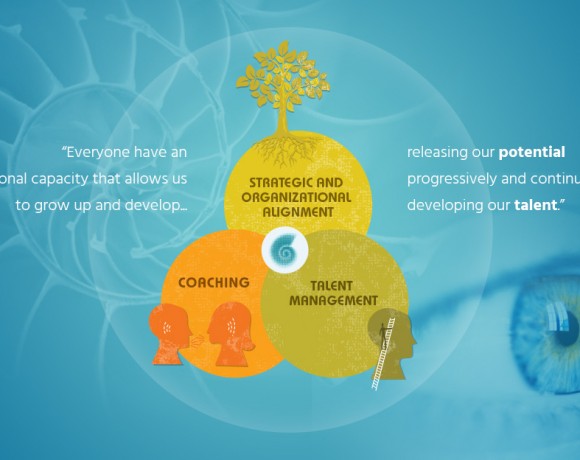 “Everyone have an
onal capacity that allows us
to grow up and develop...
STRATEGIC AND
ORGANIZATIONAL
ALIGNMENT
COACHING
TALENT
MANAGEMENT
releasing our potential
progressively and continu
developing our talent.”